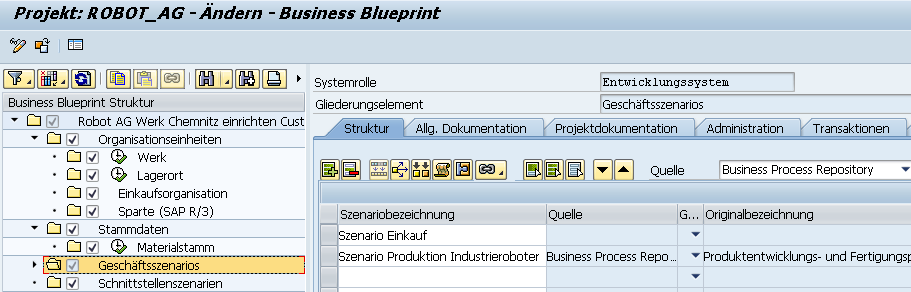 Projekt: ROBOT_AG - Ändern - Business Blueprint
Systemrolle Entwicklungssystem
Gliederungselement Geschäftsszenarios
Business Blueprint Struktur
Robot AG Werk Chemnitz einrichten Cust
Organisationseinheiten
Werk
Lagerort
Einkaufsorganisation
Sparte (SAP R/3)
Stammdaten
Materialstamm
Geschäftsszenarios
Schnittstellenszenarien
Struktur Allg. Dokumentation Projektdokumentation Administration Transaktionen
Quelle Business Process Repository
Szenariobezeichnung Quelle G... Originalbezeichnung
Szenario Einkauf
Szenario Produktion Industrieroboter Business Process Repo... Produktentwicklungs- und Fertigungsp